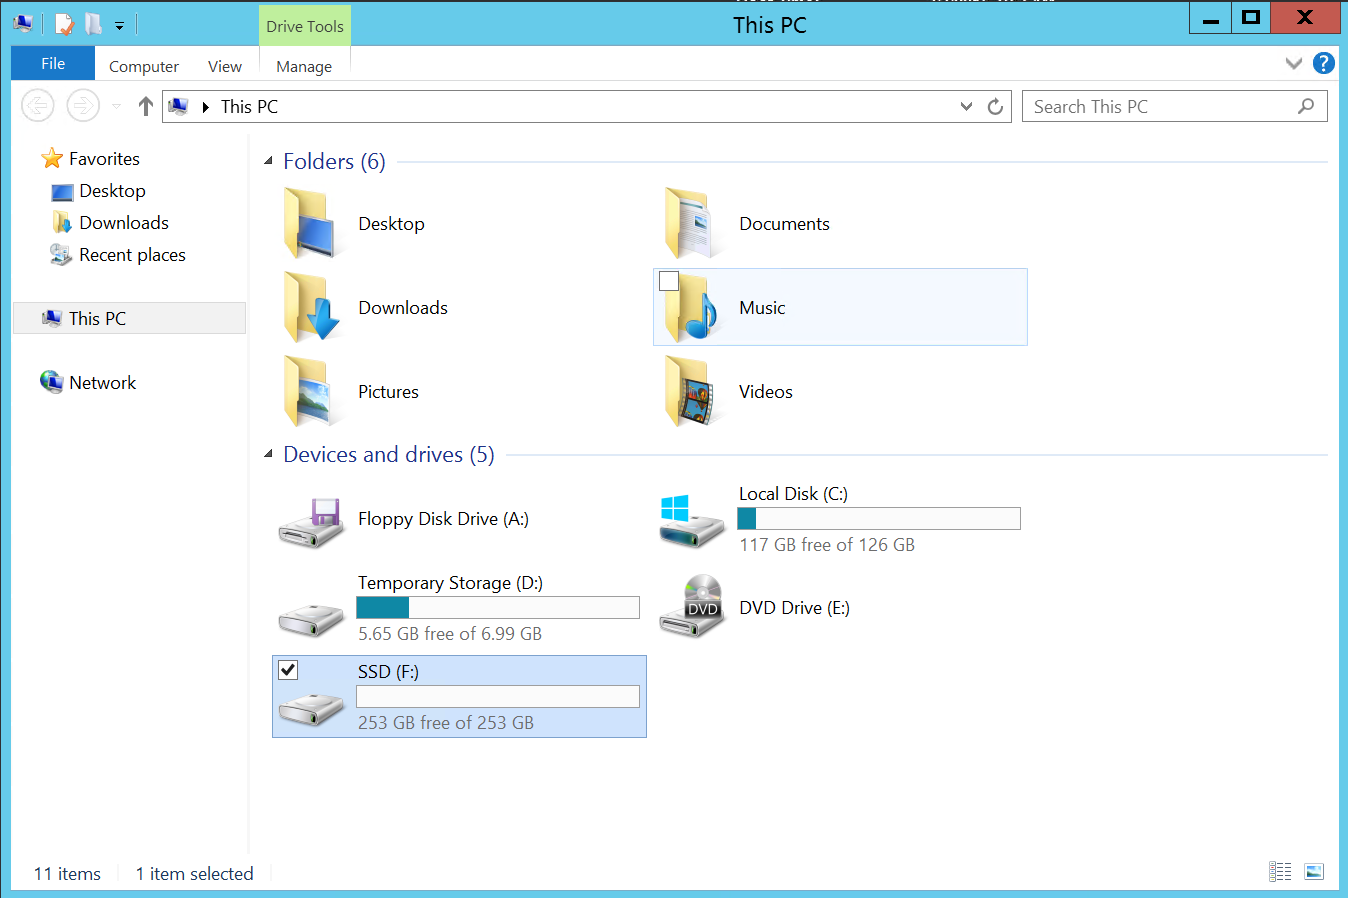 Drive Tools
This PC
File
Computer
View
Manage
This PC
Search This PC
Favorites
Desktop
Downloads
Recent places
This PC
Network
Folders (6)
Desktop
Documents
Downloads
Music
Pictures
Videos
Devices and drives (5)
Floppy Disk Drive (A:)
Local Disk (C:)
117 GB free of 126 GB
Temporary Storage (D:)
5.65 GB free of 6.99 GB
DVD
DVD Drive (E:)
SSD (F:)
253 GB free of 253 GB
11 items
1 item selected